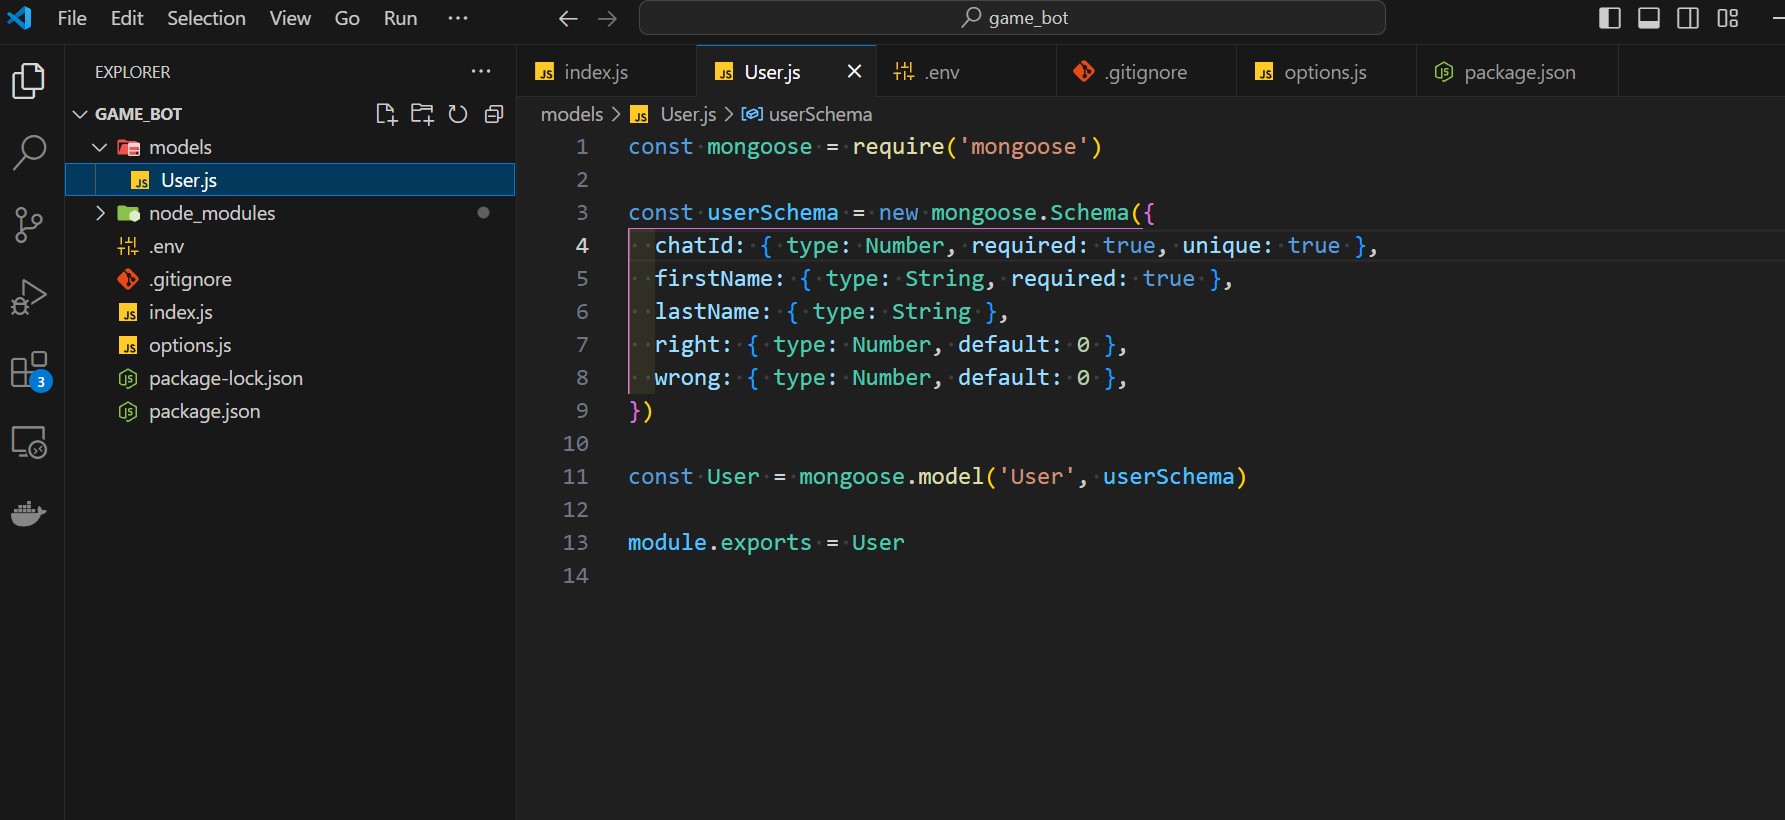 File Edit Selection View Go Run ··· game_bot
EXPLORER ···
GAME_BOT
models
User.js
node_modules
.env
.gitignore
index.js
options.js
package-lock.json
package.json
3
index.js User.js .env .gitignore options.js package.json
models > User.js > userSchema
1 const mongoose = require('mongoose')
2
3 const userSchema = new mongoose.Schema({
4 chatId: { type: Number, required: true, unique: true },
5 firstName: { type: String, required: true },
6 lastName: { type: String },
7 right: { type: Number, default: 0 },
8 wrong: { type: Number, default: 0 },
9 })
10
11 const User = mongoose.model('User', userSchema)
12
13 module.exports = User
14